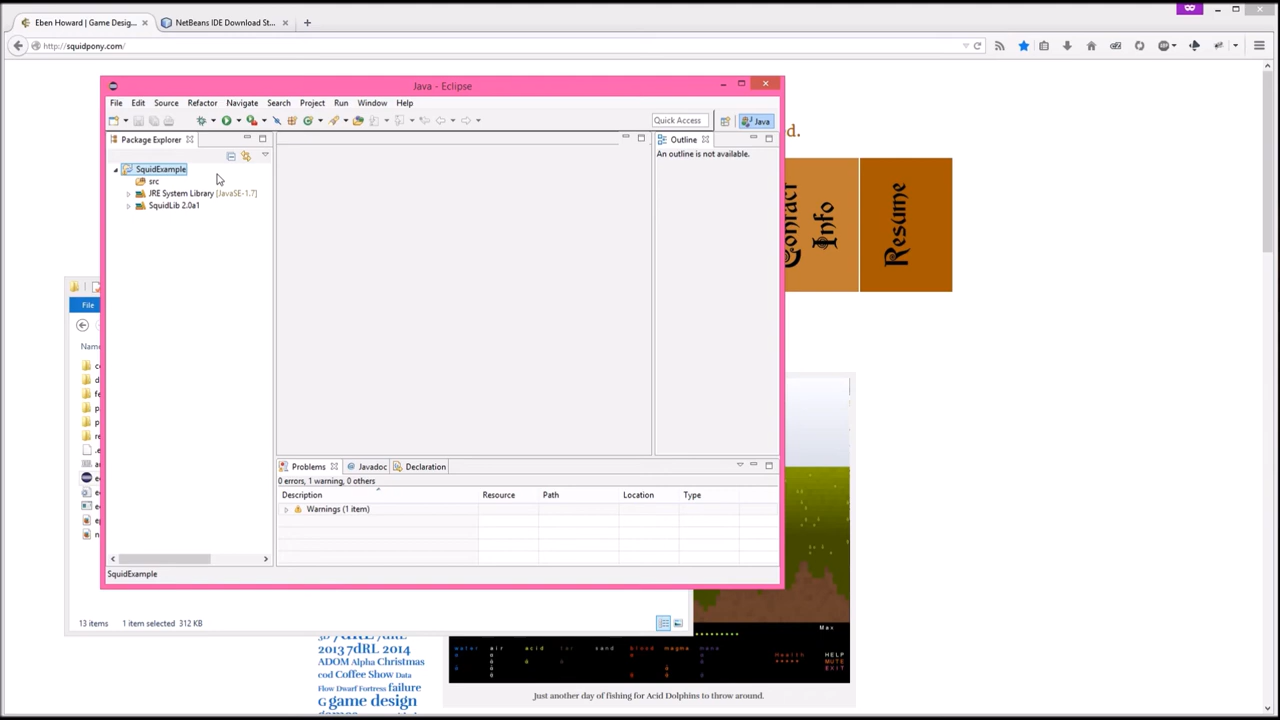 Eben Howard | Game Desig...
NetBeans IDE Download St...
http://squidpony.com/
Java - Eclipse
File Edit Source Refactor Navigate Search Project Run Window Help
Quick Access
Java
Package Explorer
Outline
An outline is not available.
SquidExample
src
JRE System Library [JavaSE-1.7]
SquidLib 2.0a1
Contact
Info
Resume
File
Problems
Javadoc
Declaration
0 errors, 1 warning, 0 others
Description Resource Path Location Type
Warnings (1 item)
SquidExample
13 items 1 item selected 312 KB
2013 7dRL 2014
ADOM Alpha Christmas
cod Coffee Show Data
Flow Dwarf Fortress failure
G game design
Max
water air acid tar sand blood magma mana
Health HELP
MUTE
EXIT
Just another day of fishing for Acid Dolphins to throw around.